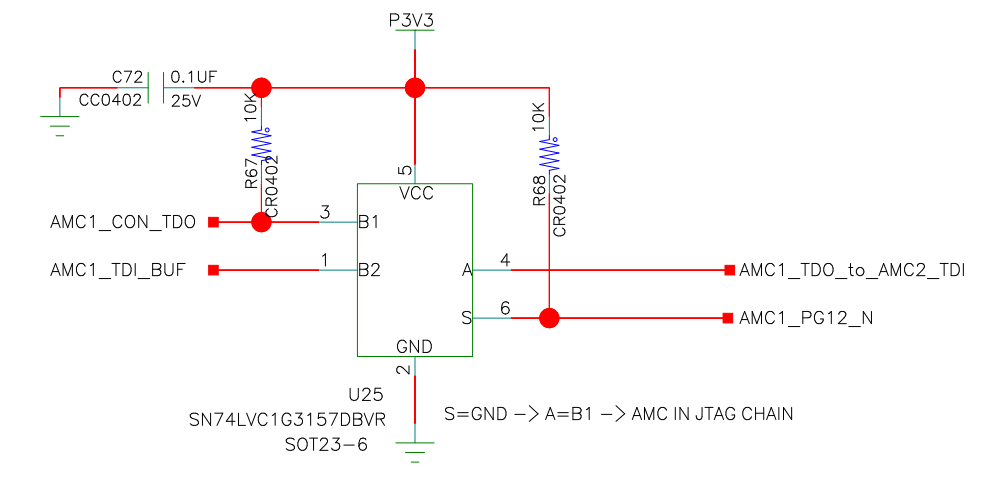 P3V3
C72
0.1UF
CC0402
25V
10K
R67
CR0402
10K
R68
CR0402
5
VCC
AMC1_CON_TDO
3
B1
AMC1_TDI_BUF
1
B2
A
4
AMC1_TDO_to_AMC2_TDI
S
6
AMC1_PG12_N
GND
2
U25
SN74LVC1G3157DBVR
SOT23-6
S=GND -> A=B1 -> AMC IN JTAG CHAIN